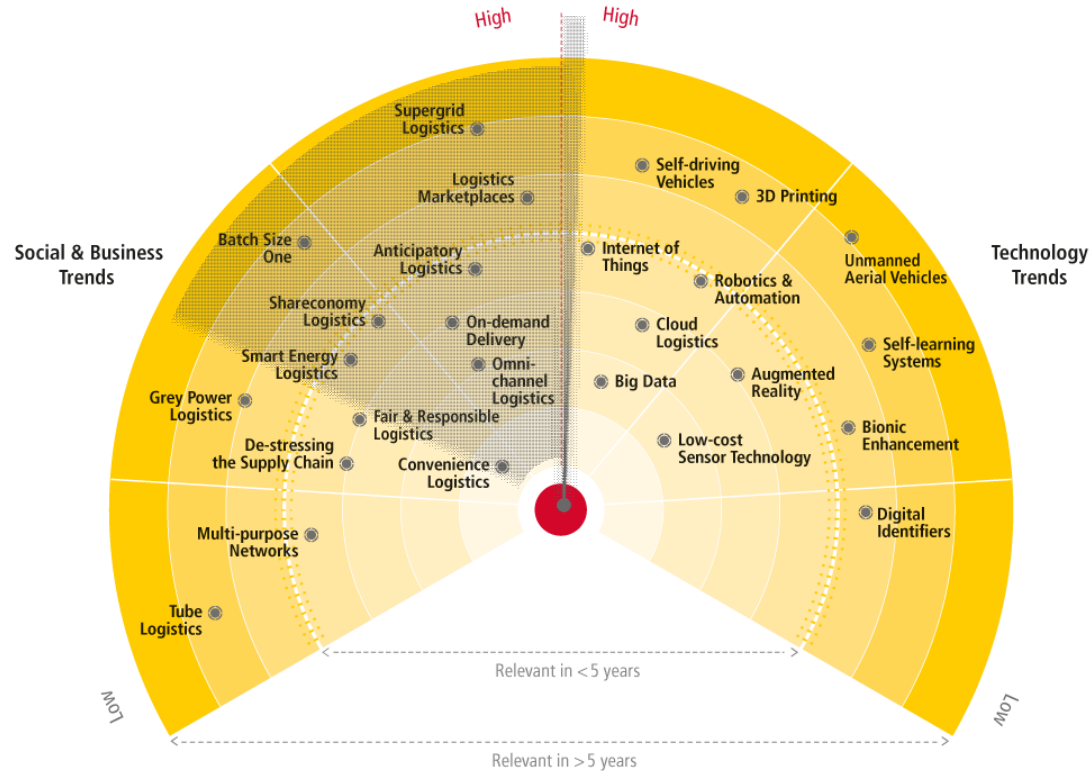 High
High
Supergrid
Logistics
Logistics
Marketplaces
Batch Size
One
Anticipatory
Logistics
Shareconomy
Logistics
On-demand
Delivery
Smart Energy
Logistics
Omni-
channel
Logistics
Grey Power
Logistics
Fair & Responsible
Logistics
De-stressing
the Supply Chain
Convenience
Logistics
Multi-purpose
Networks
Tube
Logistics
Social & Business
Trends
Low
Self-driving
Vehicles
3D Printing
Internet of
Things
Unmanned
Aerial Vehicles
Robotics &
Automation
Cloud
Logistics
Self-learning
Systems
Augmented
Reality
Big Data
Bionic
Enhancement
Low-cost
Sensor Technology
Digital
Identifiers
Technology
Trends
Low
Relevant in <5 years
Relevant in >5 years